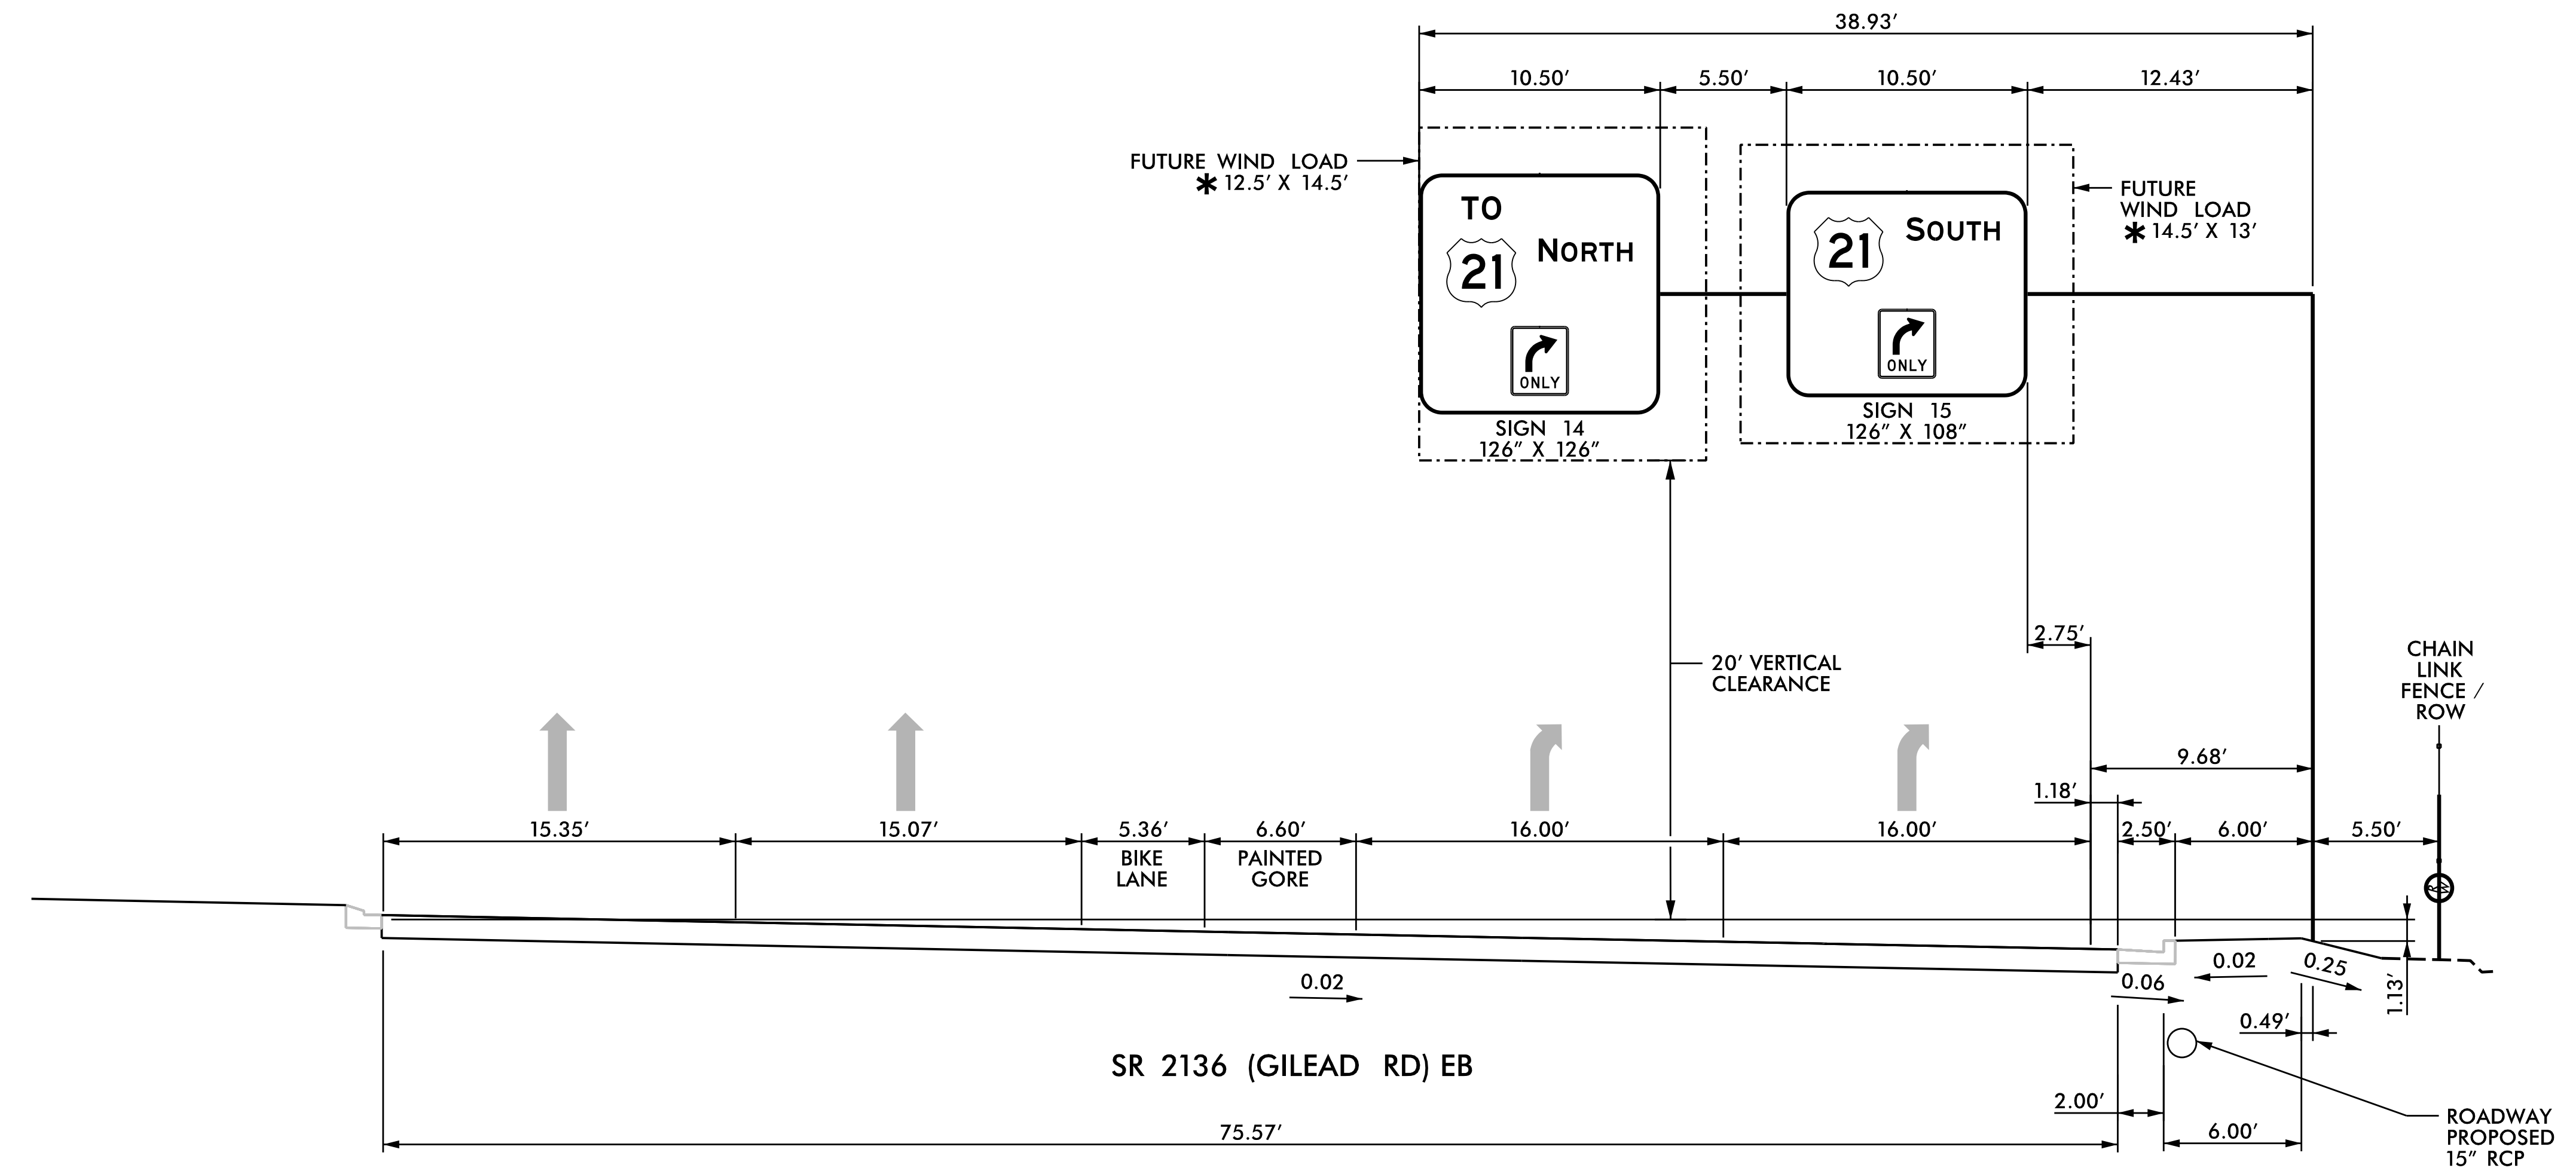 38.93'
10.50' 5.50' 10.50' 12.43'
FUTURE WIND LOAD
* 12.5' X 14.5'
TO
21 NORTH
ONLY
SIGN 14
126" X 126"
21 SOUTH
ONLY
SIGN 15
126" X 108"
FUTURE
WIND LOAD
* 14.5' X 13'
2.75'
20' VERTICAL
CLEARANCE
CHAIN
LINK
FENCE /
ROW
9.68'
1.18'
15.35' 15.07' 5.36' 6.60' 16.00' 16.00' 2.50' 6.00' 5.50'
BIKE
LANE
PAINTED
GORE
R/W
0.02 0.06 0.02 0.25
1.13'
0.49'
SR 2136 (GILEAD RD) EB
2.00'
75.57' 6.00'
ROADWAY
PROPOSED
15" RCP